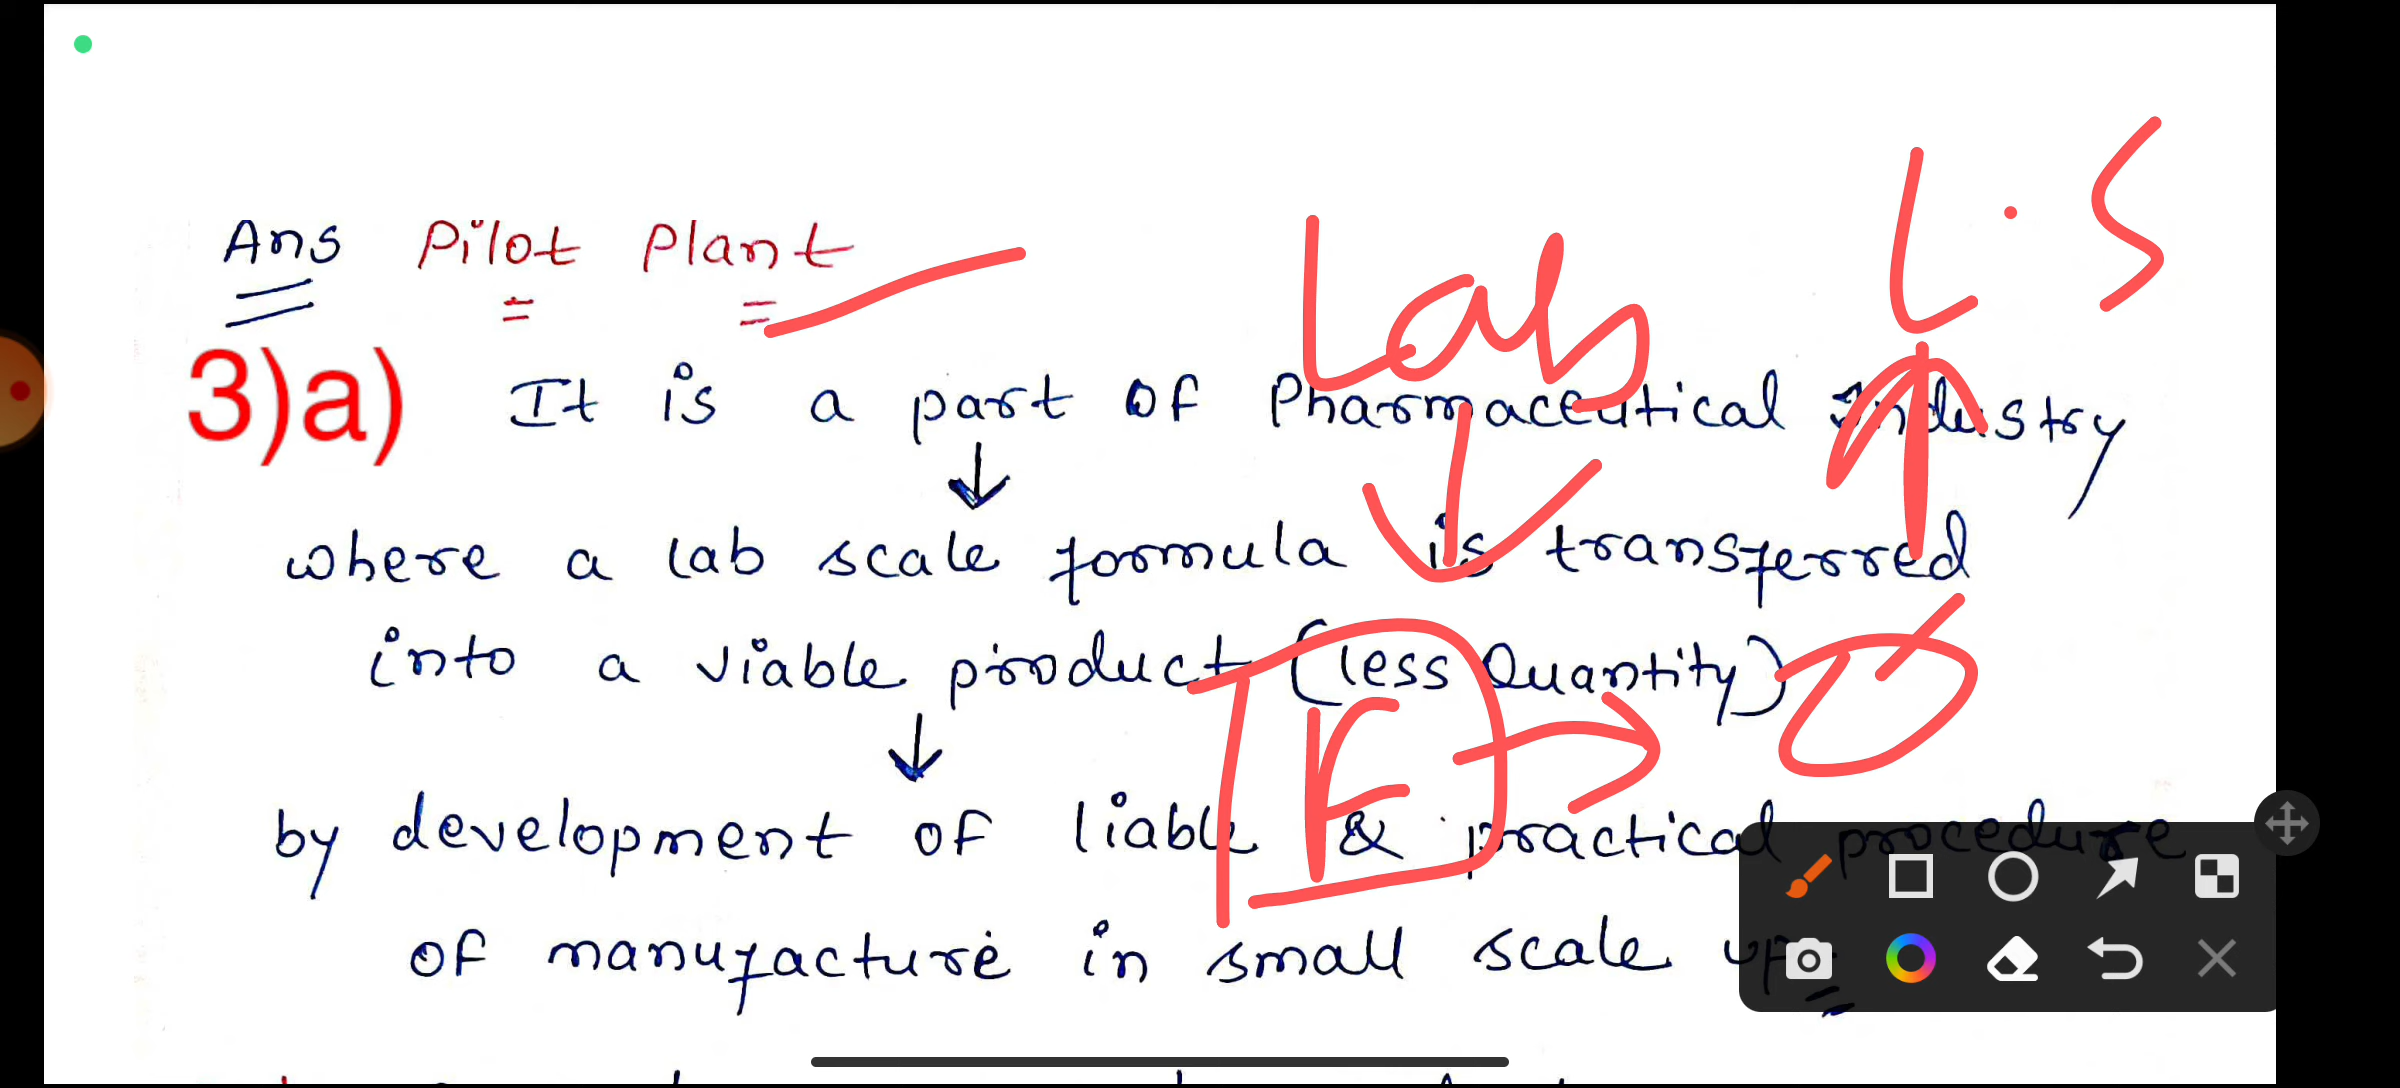 L.S
Lab
Ans Pilot Plant
3)a) It is a part of Pharmaceutical Industry
where a lab scale formula is transferred
into a viable product (less Quantity)
by development of liable & practical procedure
of manufacture in small scale up